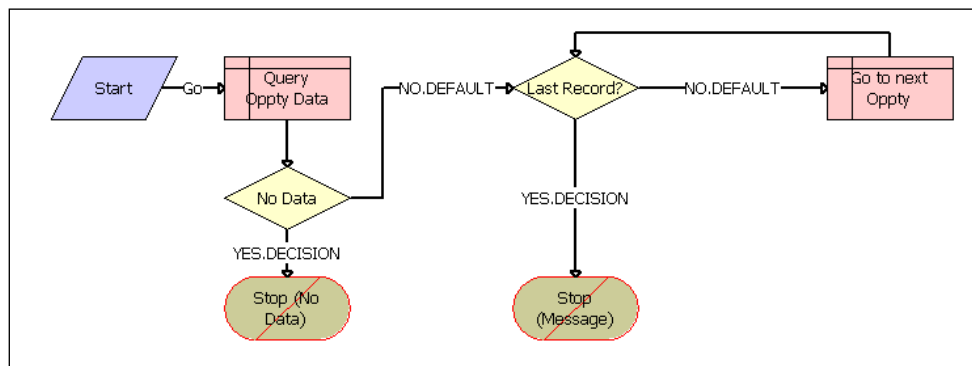 Start
Go
Query
Oppty Data
NO.DEFAULT
Last Record?
NO.DEFAULT
Go to next
Oppty
No Data
YES.DECISION
YES.DECISION
Stop (No
Data)
Stop
(Message)